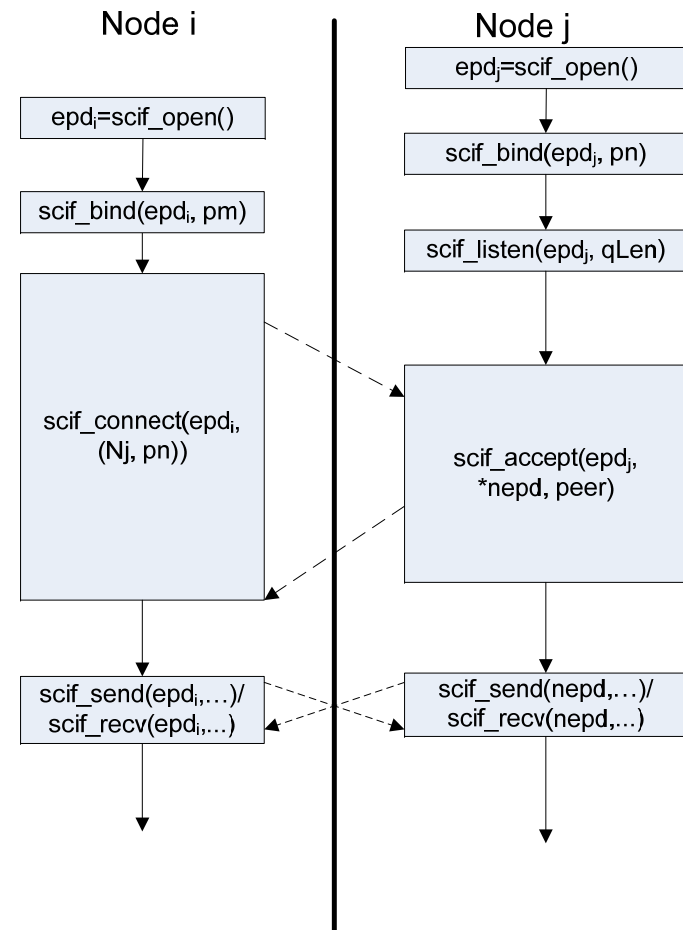 Node i
epdᵢ=scif_open()
scif_bind(epdᵢ, pm)
scif_connect(epdᵢ,
(Nj, pn))
scif_send(epdᵢ,…)/
scif_recv(epdᵢ,...)
Node j
epdⱼ=scif_open()
scif_bind(epdⱼ, pn)
scif_listen(epdⱼ, qLen)
scif_accept(epdⱼ,
*nepd, peer)
scif_send(nepd,…)/
scif_recv(nepd,...)